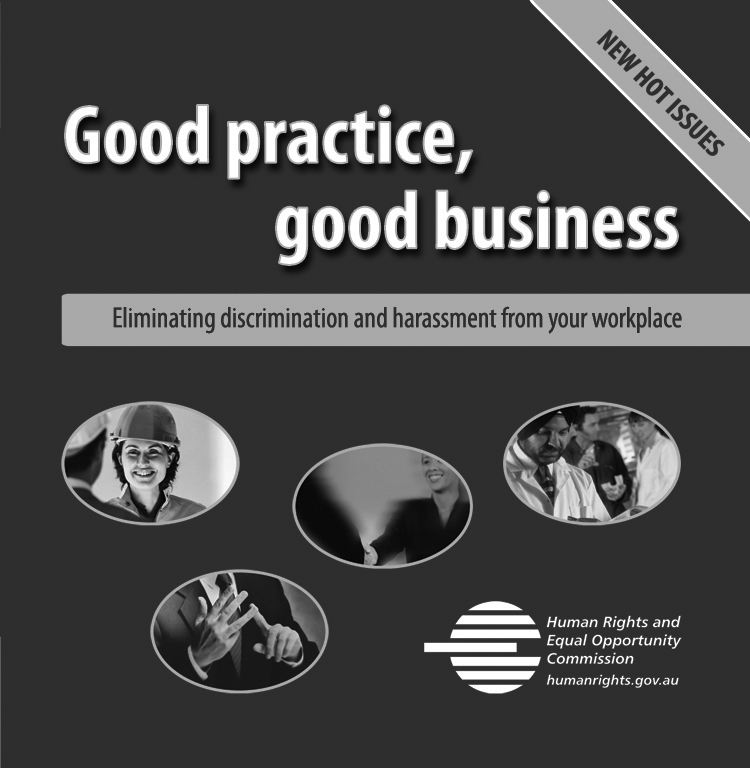 NEW HOT ISSUES
Good practice,
good business
Eliminating discrimination and harassment from your workplace
Human Rights and
Equal Opportunity
Commission
humanrights.gov.au